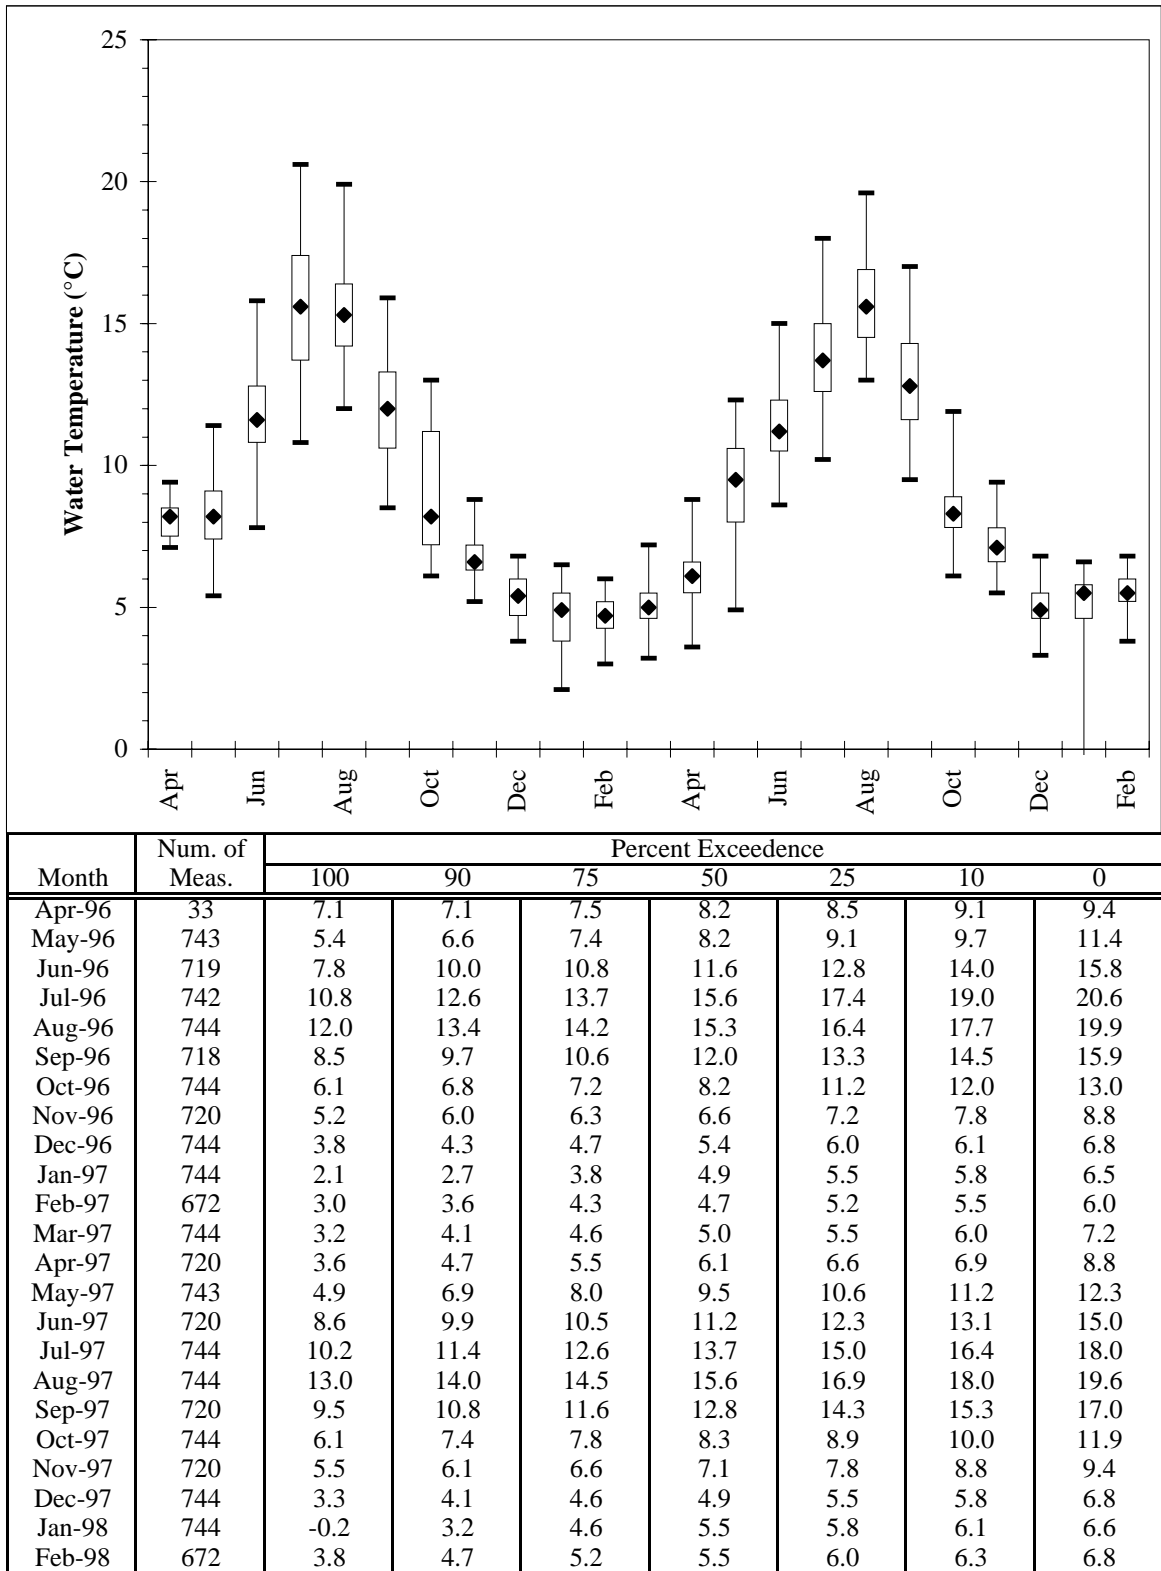 25
20
15
10
5
0
Water Temperature (°C)
Apr Jun Aug Oct Dec Feb Apr Jun Aug Oct Dec Feb
Num. of Percent Exceedence
Month Meas. 100 90 75 50 25 10 0
Apr-96 33 7.1 7.1 7.5 8.2 8.5 9.1 9.4
May-96 743 5.4 6.6 7.4 8.2 9.1 9.7 11.4
Jun-96 719 7.8 10.0 10.8 11.6 12.8 14.0 15.8
Jul-96 742 10.8 12.6 13.7 15.6 17.4 19.0 20.6
Aug-96 744 12.0 13.4 14.2 15.3 16.4 17.7 19.9
Sep-96 718 8.5 9.7 10.6 12.0 13.3 14.5 15.9
Oct-96 744 6.1 6.8 7.2 8.2 11.2 12.0 13.0
Nov-96 720 5.2 6.0 6.3 6.6 7.2 7.8 8.8
Dec-96 744 3.8 4.3 4.7 5.4 6.0 6.1 6.8
Jan-97 744 2.1 2.7 3.8 4.9 5.5 5.8 6.5
Feb-97 672 3.0 3.6 4.3 4.7 5.2 5.5 6.0
Mar-97 744 3.2 4.1 4.6 5.0 5.5 6.0 7.2
Apr-97 720 3.6 4.7 5.5 6.1 6.6 6.9 8.8
May-97 743 4.9 6.9 8.0 9.5 10.6 11.2 12.3
Jun-97 720 8.6 9.9 10.5 11.2 12.3 13.1 15.0
Jul-97 744 10.2 11.4 12.6 13.7 15.0 16.4 18.0
Aug-97 744 13.0 14.0 14.5 15.6 16.9 18.0 19.6
Sep-97 720 9.5 10.8 11.6 12.8 14.3 15.3 17.0
Oct-97 744 6.1 7.4 7.8 8.3 8.9 10.0 11.9
Nov-97 720 5.5 6.1 6.6 7.1 7.8 8.8 9.4
Dec-97 744 3.3 4.1 4.6 4.9 5.5 5.8 6.8
Jan-98 744 -0.2 3.2 4.6 5.5 5.8 6.1 6.6
Feb-98 672 3.8 4.7 5.2 5.5 6.0 6.3 6.8